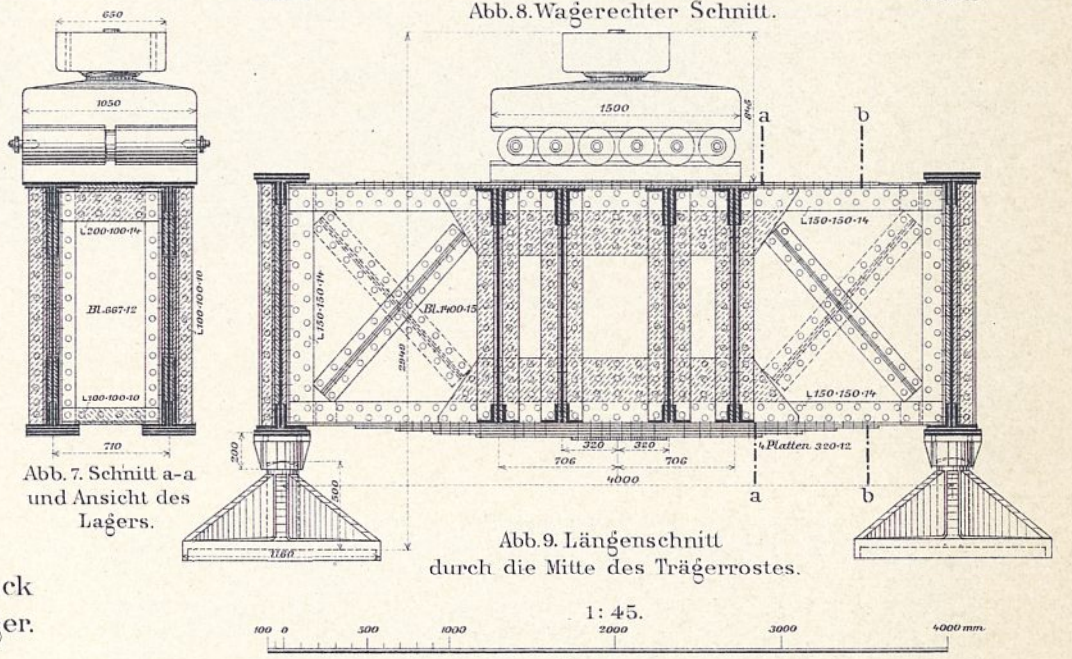 Abb. 8. Wagerechter Schnitt.
650
1050
1500
845
a
b
∟200·100·14
∟150·150·14
Bl.667·12
∟100·100·10
∟150·150·14
Bl.1400·15
2940
∟100·100·10
∟150·150·14
710
200
320
320
4 Platten 320·12
706
706
4000
a
b
500
1160
Abb. 7. Schnitt a-a
und Ansicht des
Lagers.
Abb. 9. Längenschnitt
durch die Mitte des Trägerrostes.
ck
er.
1:45.
100 0 500 1000 2000 3000 4000 mm